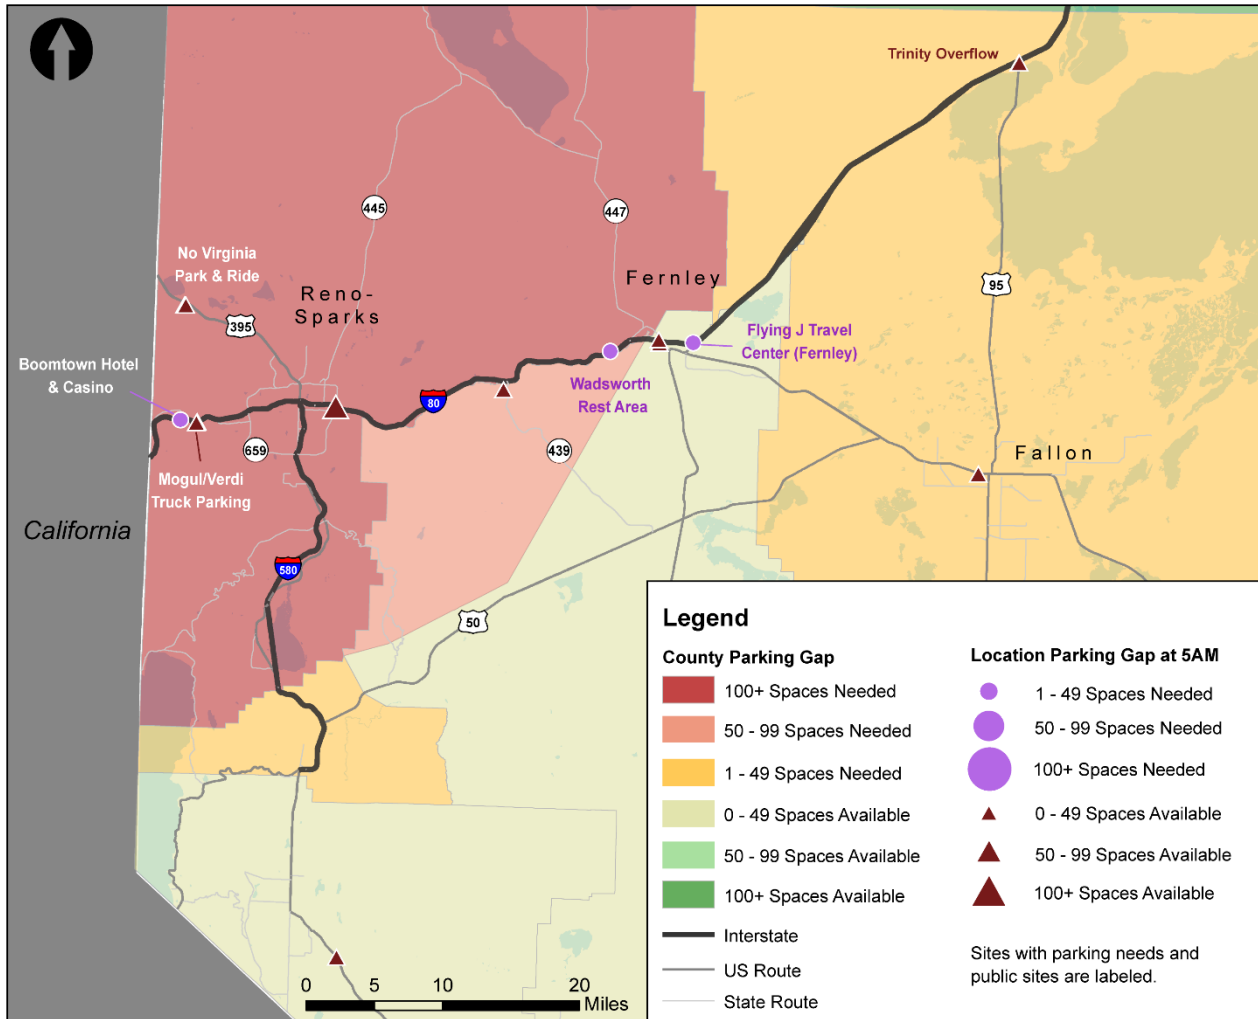 Trinity Overflow
445
447
No Virginia
Park & Ride
Reno-
Sparks
Fernley
95
395
Flying J Travel
Center (Fernley)
Boomtown Hotel
& Casino
Wadsworth
Rest Area
80
659
439
Fallon
Mogul/Verdi
Truck Parking
California
580
50
Legend
County Parking Gap
100+ Spaces Needed
50 - 99 Spaces Needed
1 - 49 Spaces Needed
0 - 49 Spaces Available
50 - 99 Spaces Available
100+ Spaces Available
Interstate
US Route
State Route
Location Parking Gap at 5AM
1 - 49 Spaces Needed
50 - 99 Spaces Needed
100+ Spaces Needed
0 - 49 Spaces Available
50 - 99 Spaces Available
100+ Spaces Available
Sites with parking needs and
public sites are labeled.
0 5 10 20
Miles